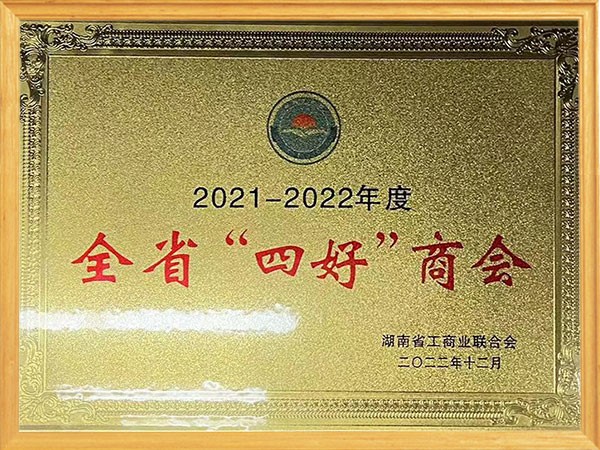 2021-2022年度
全省“四好”商会
湖南省工商业联合会
二〇二二年十二月